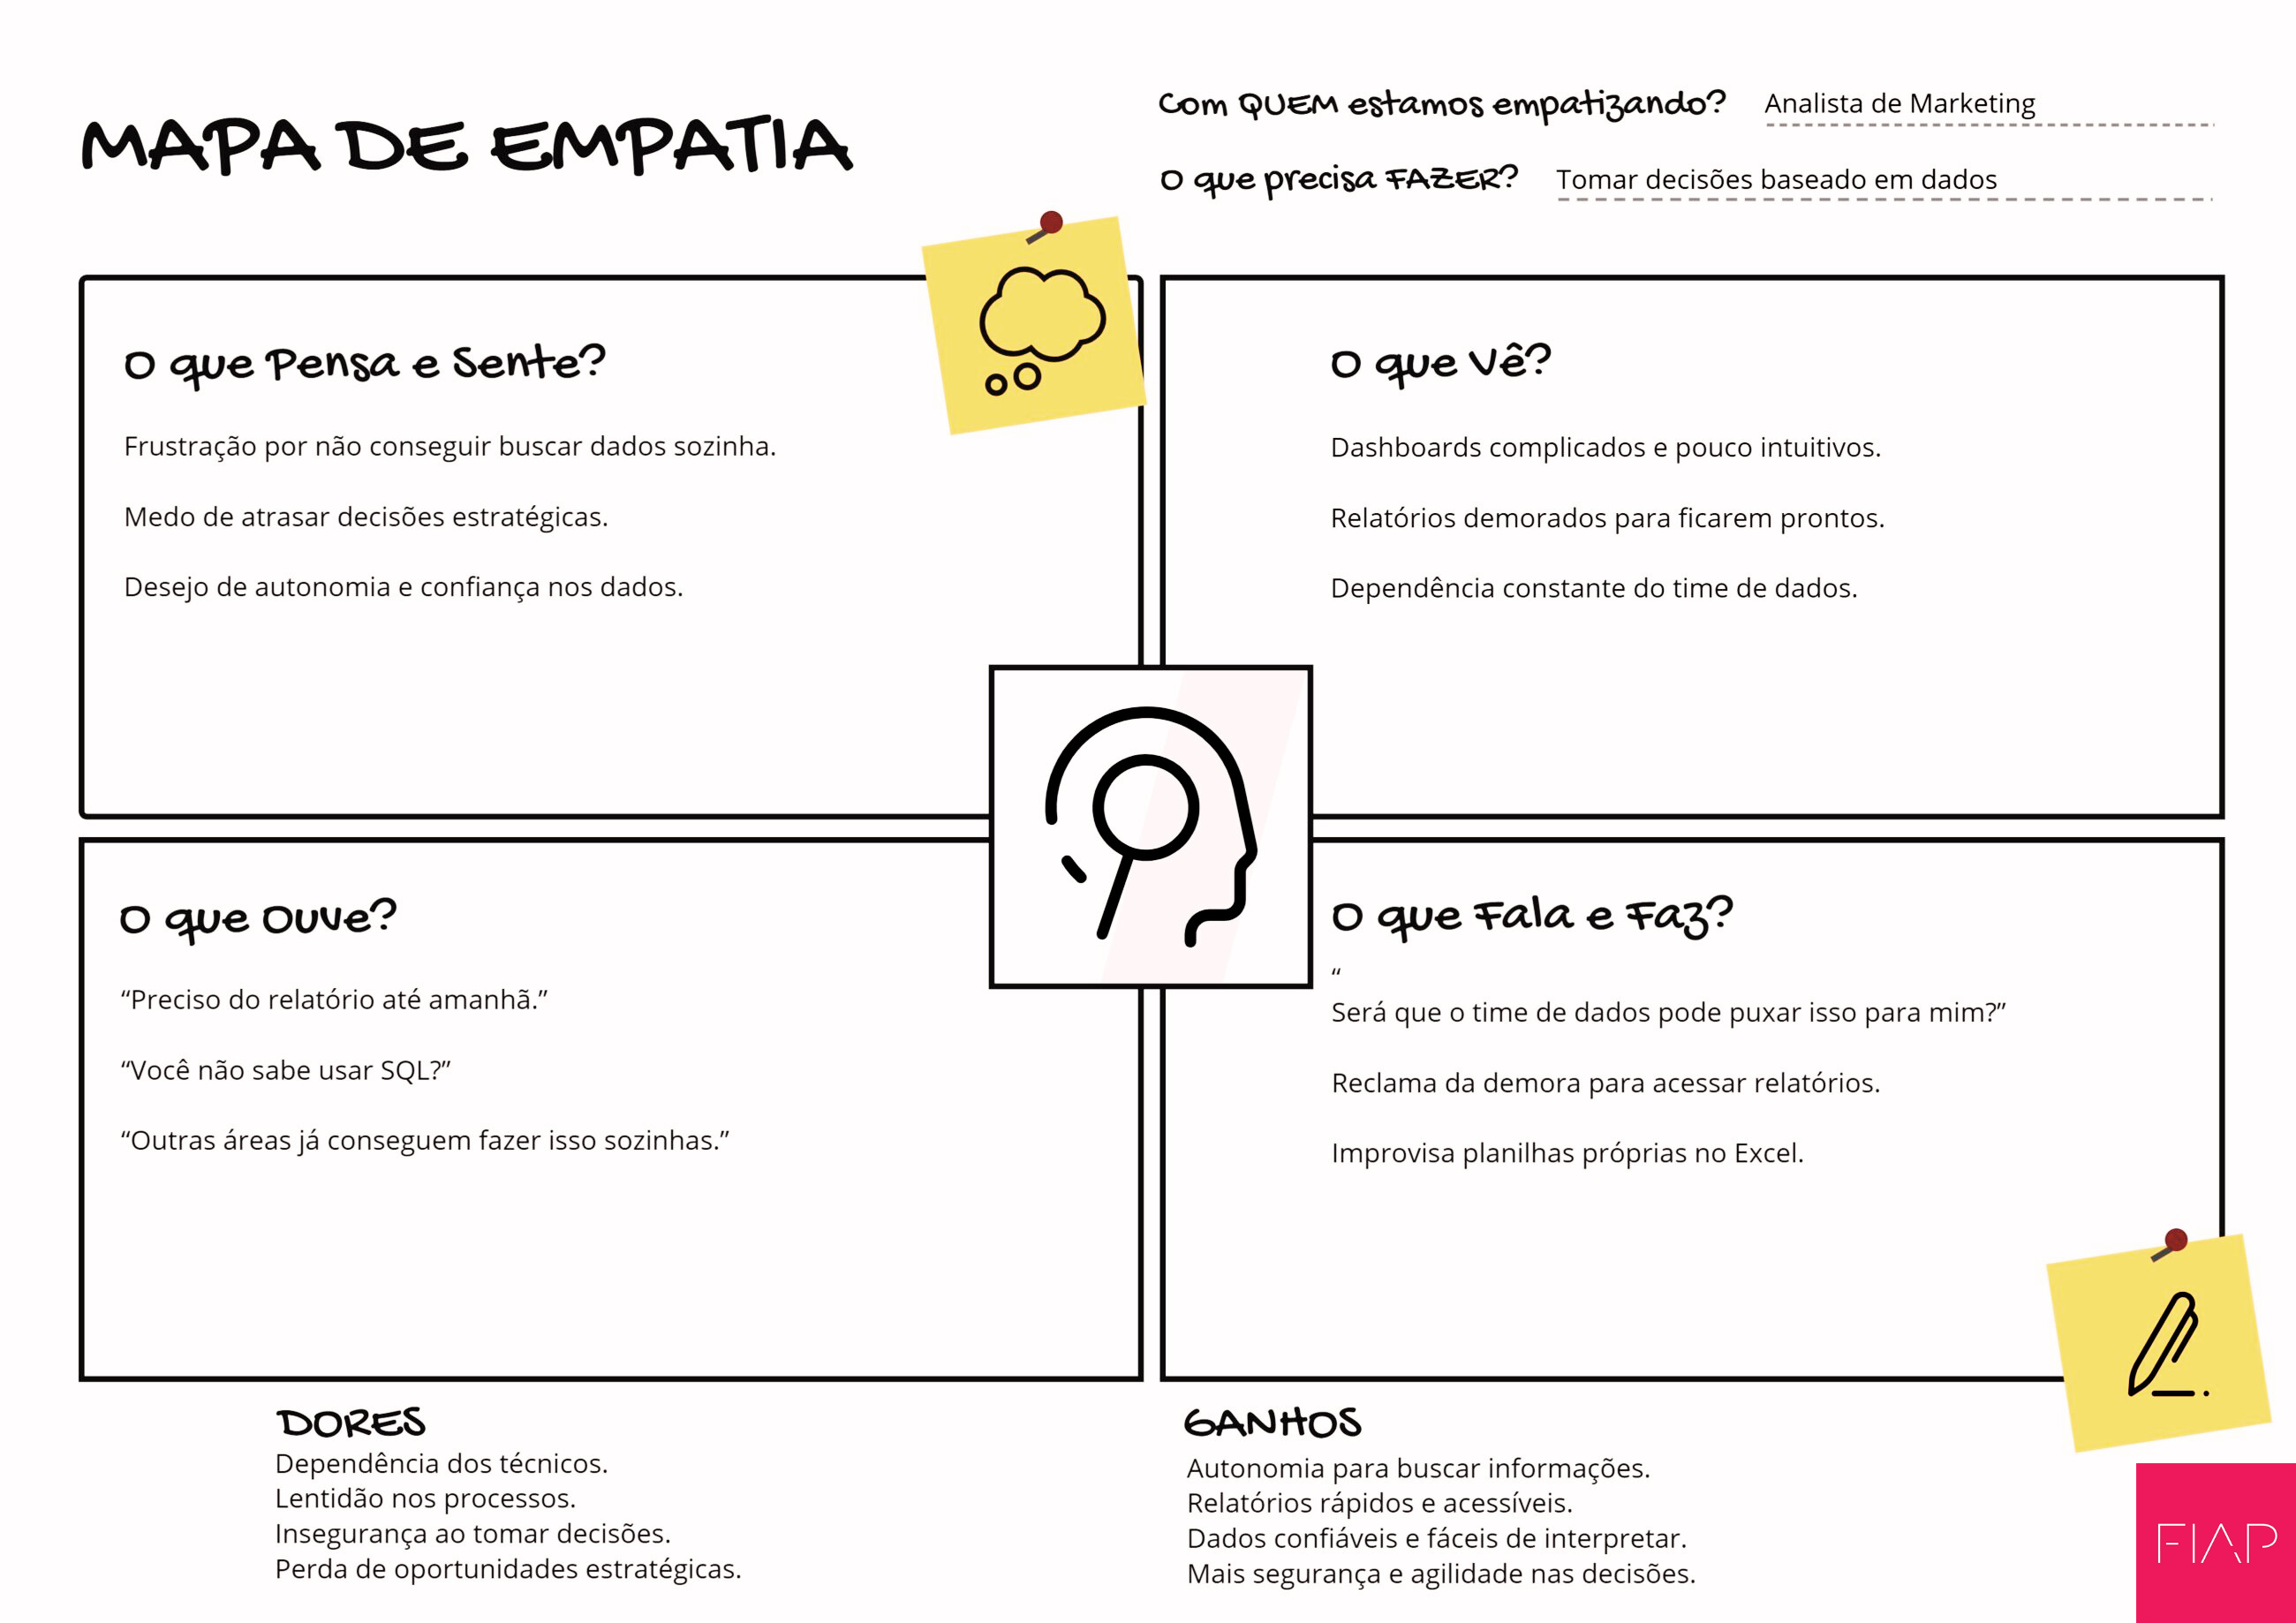 MAPA DE EMPATIA
Com QUEM estamos empatizando? Analista de Marketing
O que precisa FAZER? Tomar decisões baseado em dados
O que Pensa e Sente?
Frustração por não conseguir buscar dados sozinha.
Medo de atrasar decisões estratégicas.
Desejo de autonomia e confiança nos dados.
O que Vê?
Dashboards complicados e pouco intuitivos.
Relatórios demorados para ficarem prontos.
Dependência constante do time de dados.
O que Ouve?
“Preciso do relatório até amanhã.”
“Você não sabe usar SQL?”
“Outras áreas já conseguem fazer isso sozinhas.”
O que Fala e Faz?
“
Será que o time de dados pode puxar isso para mim?”
Reclama da demora para acessar relatórios.
Improvisa planilhas próprias no Excel.
DORES
Dependência dos técnicos.
Lentidão nos processos.
Insegurança ao tomar decisões.
Perda de oportunidades estratégicas.
GANHOS
Autonomia para buscar informações.
Relatórios rápidos e acessíveis.
Dados confiáveis e fáceis de interpretar.
Mais segurança e agilidade nas decisões.
FIAP